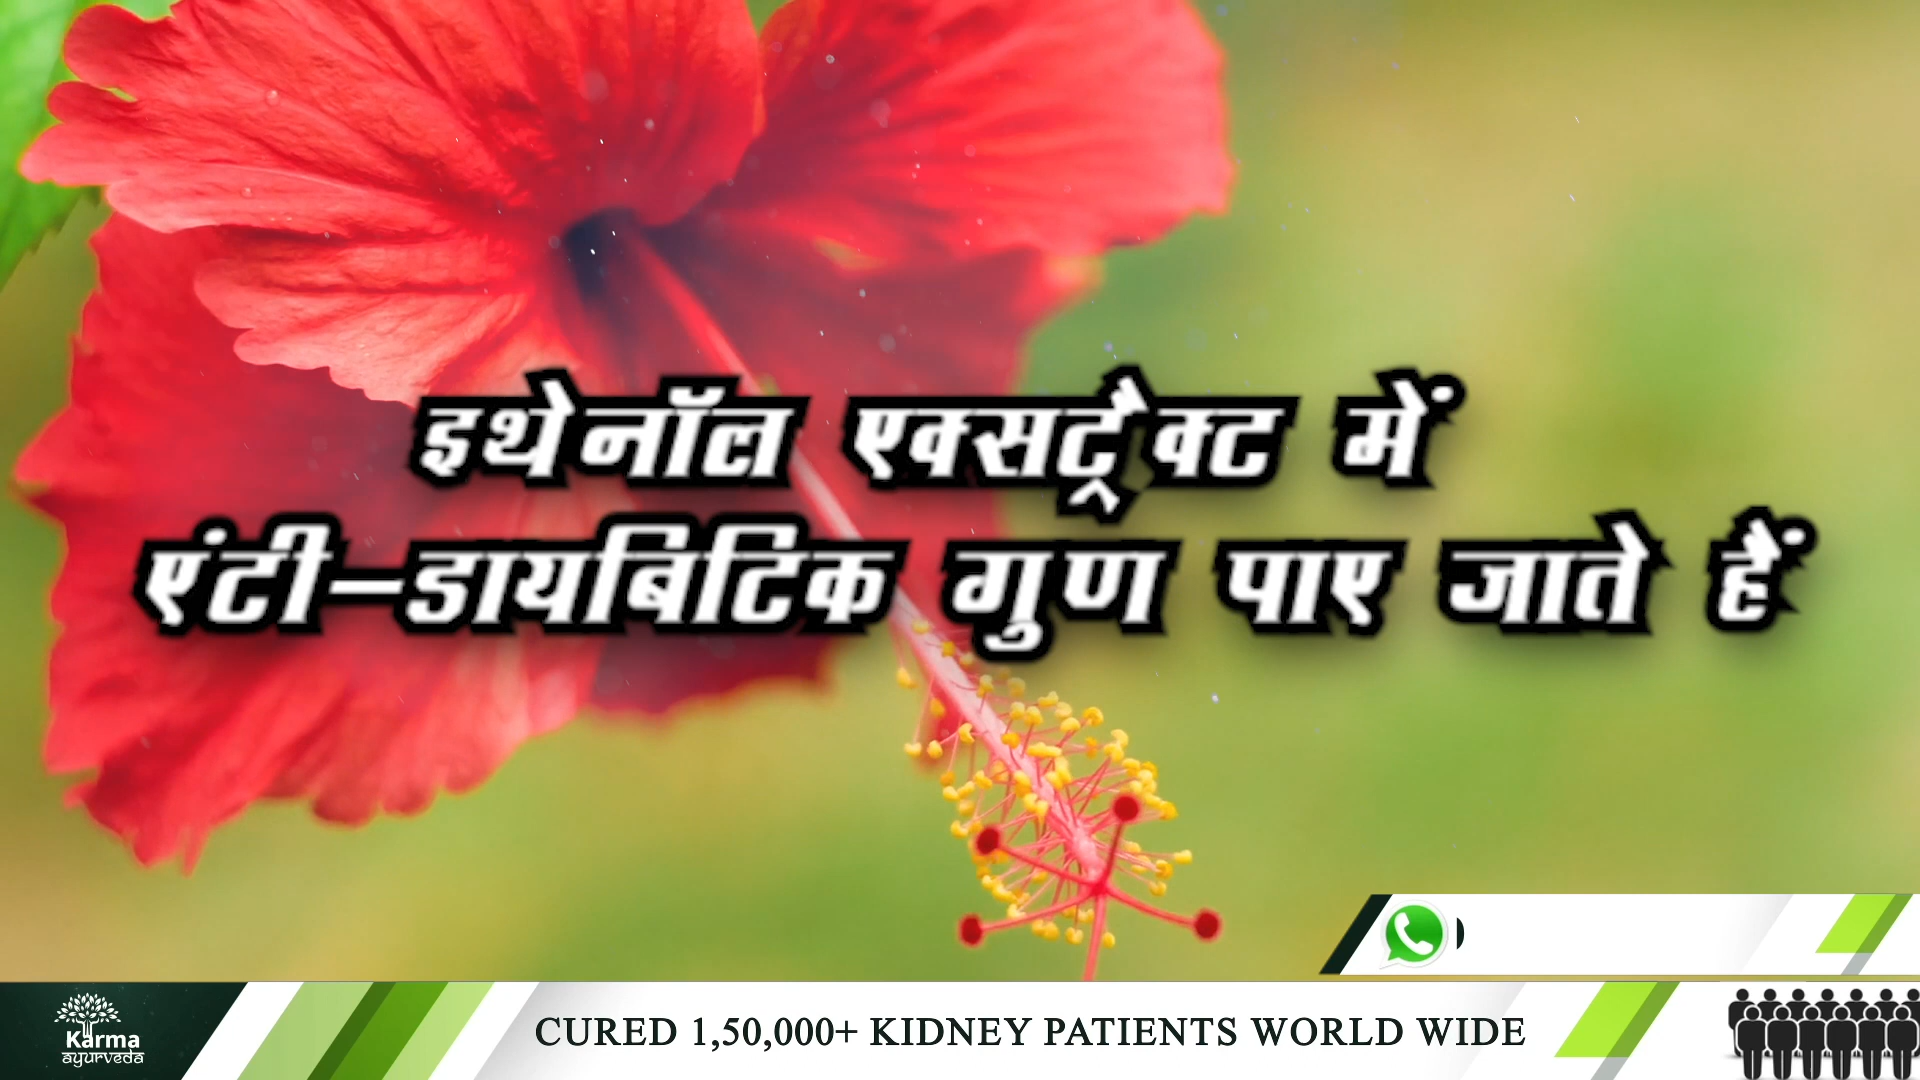 इथेनॉल एक्सट्रैक्ट में
एंटी-डायबिटिक गुण पाए जाते हैं
Karma
ayurveda
CURED 1,50,000+ KIDNEY PATIENTS WORLD WIDE